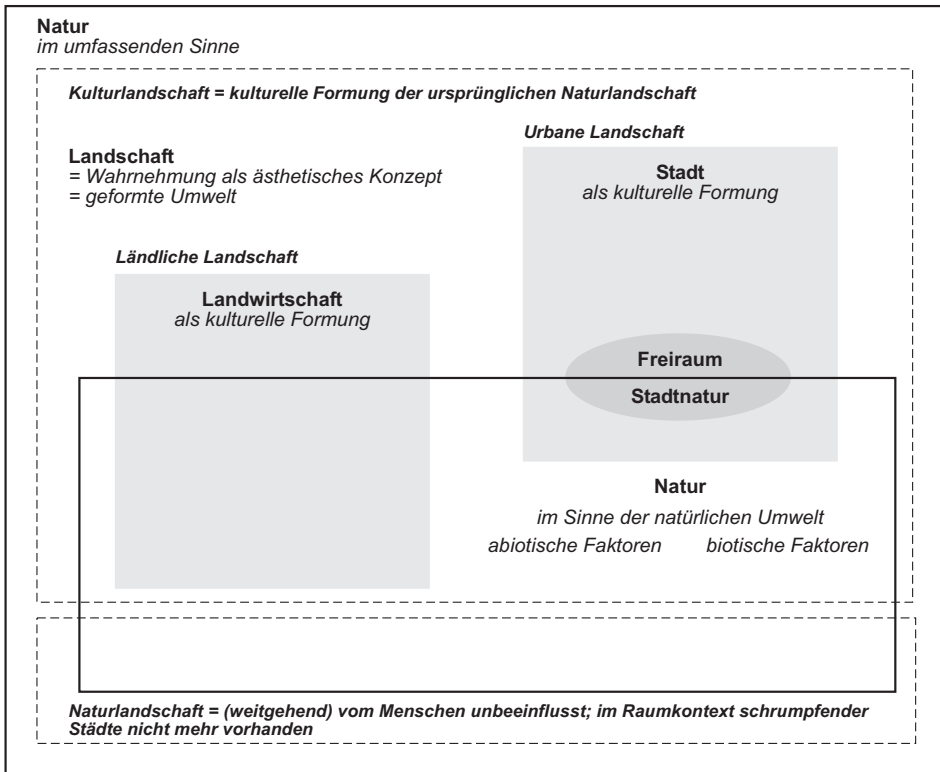 Natur
im umfassenden Sinne
Kulturlandschaft = kulturelle Formung der ursprünglichen Naturlandschaft
Urbane Landschaft
Landschaft
= Wahrnehmung als ästhetisches Konzept
= geformte Umwelt
Stadt
als kulturelle Formung
Ländliche Landschaft
Landwirtschaft
als kulturelle Formung
Freiraum
Stadtnatur
Natur
im Sinne der natürlichen Umwelt
abiotische Faktoren biotische Faktoren
Naturlandschaft = (weitgehend) vom Menschen unbeeinflusst; im Raumkontext schrumpfender
Städte nicht mehr vorhanden